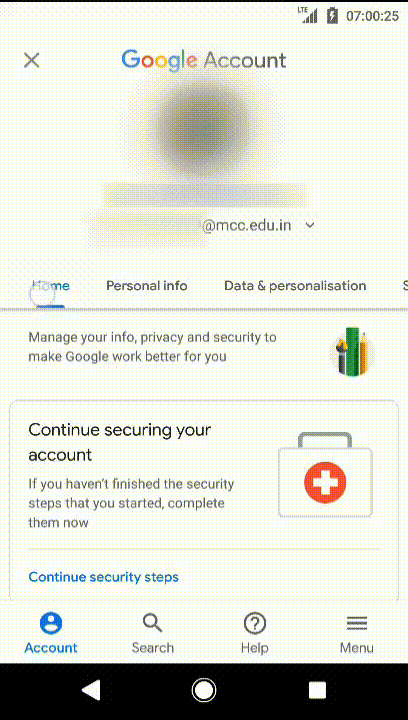 LTE 07:00:25
Google Account
@mcc.edu.in
Home Personal info Data & personalisation S
Manage your info, privacy and security to
make Google work better for you
Continue securing your
account
If you haven't finished the security
steps that you started, complete
them now
Continue security steps
Account Search Help Menu